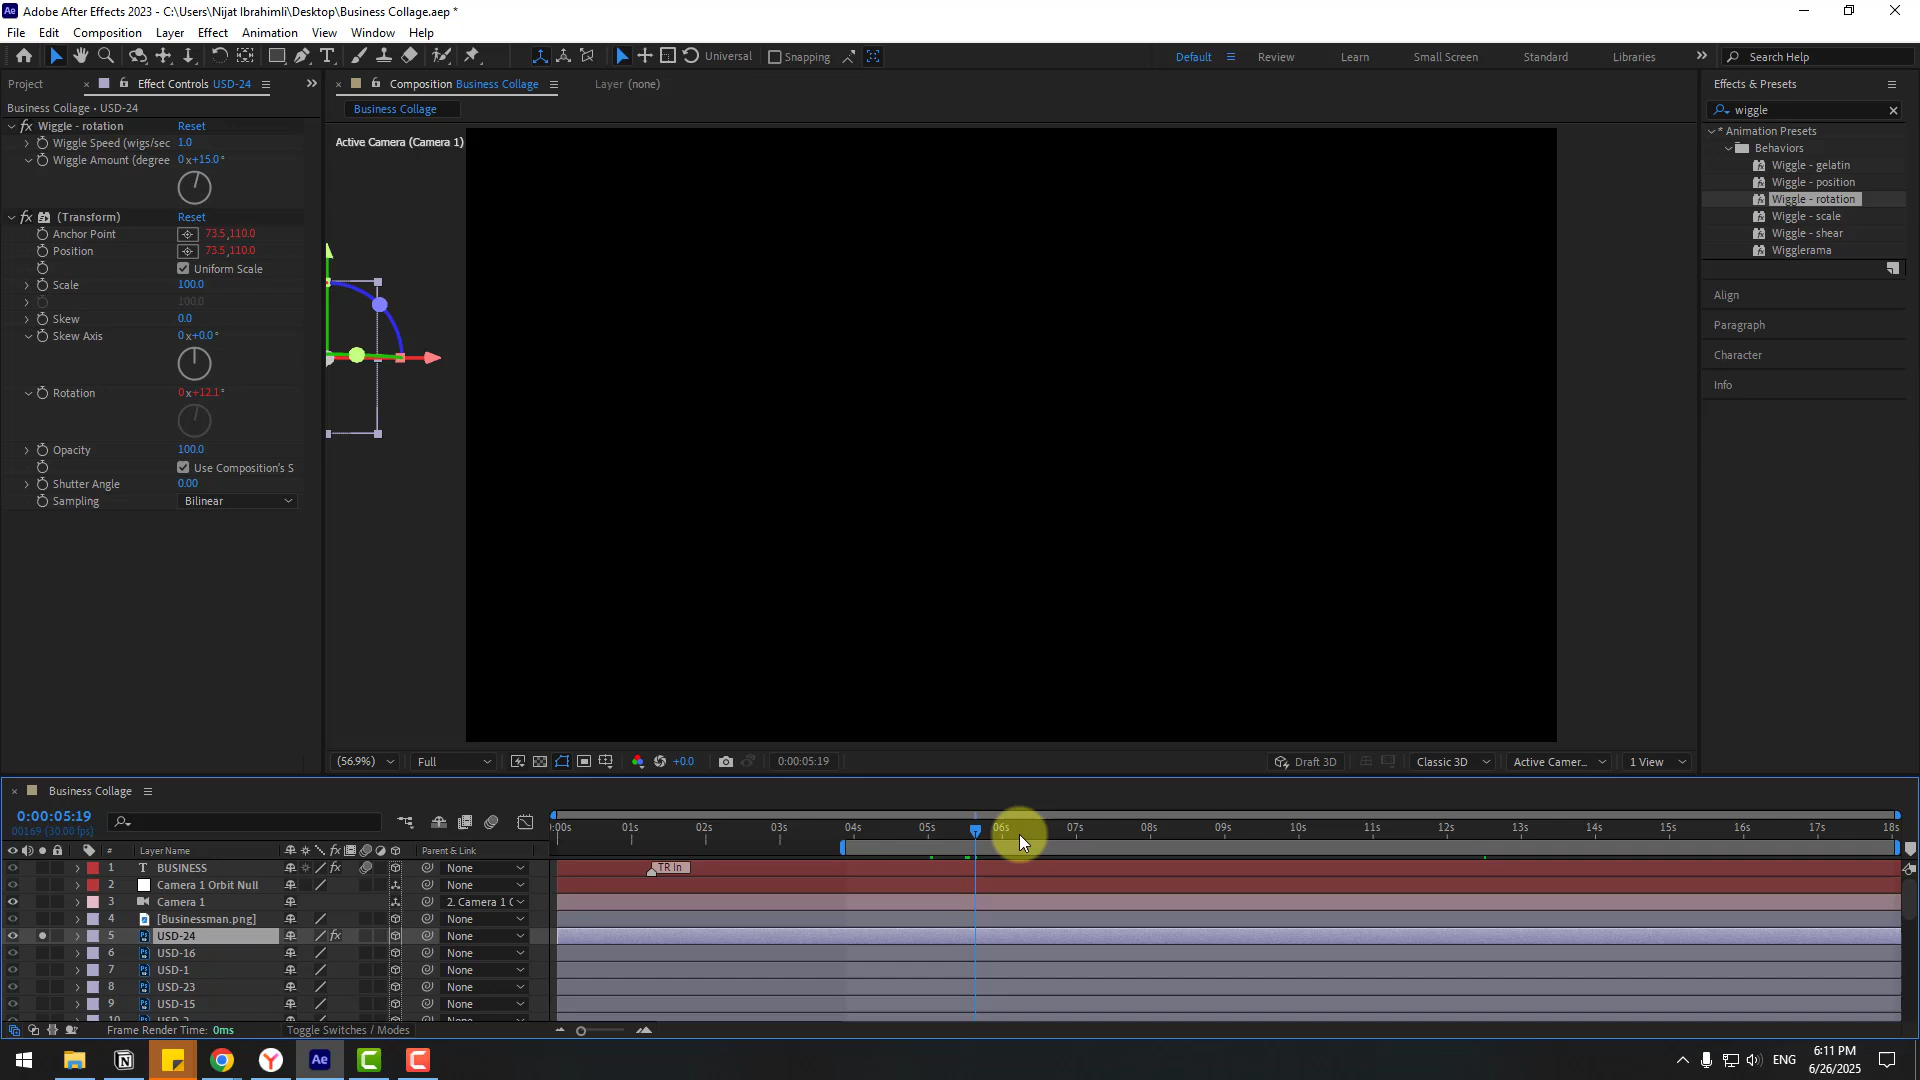 Adobe After Effects 2023 - C:\Users\Nijat Ibrahimli\Desktop\Business Collage.aep *
File Edit Composition Layer Effect Animation View Window Help
Universal Snapping Default Review Learn Small Screen Standard Libraries Search Help
Project Effect Controls USD-24
Business Collage • USD-24
fx Wiggle - rotation Reset
Wiggle Speed (wigs/sec 1.0
Wiggle Amount (degree 0x+15.0°
fx (Transform) Reset
Anchor Point 73.5,110.0
Position 73.5,110.0
Uniform Scale
Scale 100.0
100.0
Skew 0.0
Skew Axis 0x+0.0°
Rotation 0x+12.1°
Opacity 100.0
Use Composition's S
Shutter Angle 0.00
Sampling Bilinear
Composition Business Collage Layer (none)
Business Collage
Active Camera (Camera 1)
(56.9%) Full +0.0 0:00:05:19 Draft 3D Classic 3D Active Camer... 1 View
Effects & Presets
wiggle
* Animation Presets
Behaviors
Wiggle - gelatin
Wiggle - position
Wiggle - rotation
Wiggle - scale
Wiggle - shear
Wigglerama
Align
Paragraph
Character
Info
Business Collage
0:00:05:19
00169 (30.00 fps)
:00s 01s 02s 03s 04s 05s 06s 07s 08s 09s 10s 11s 12s 13s 14s 15s 16s 17s 18s
# Layer Name fx Parent & Link
1 T BUSINESS fx None TR In
2 Camera 1 Orbit Null None
3 Camera 1 2. Camera 1 O
4 [Businessman.png] None
5 USD-24 fx None
6 USD-16 None
7 USD-1 None
8 USD-23 None
9 USD-15 None
10 USD-2 None
Frame Render Time: 0ms Toggle Switches / Modes
Ae ENG 6:11 PM
6/26/2025